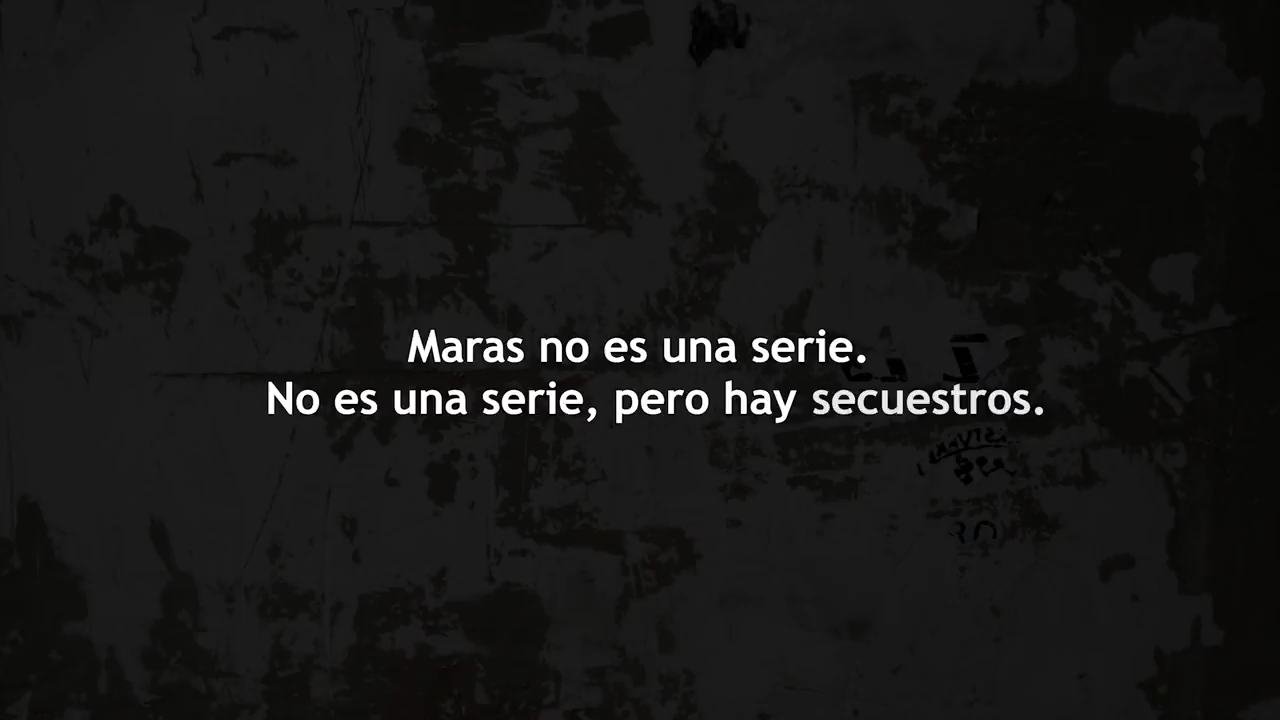 Maras no es una serie.
No es una serie, pero hay secuestros.